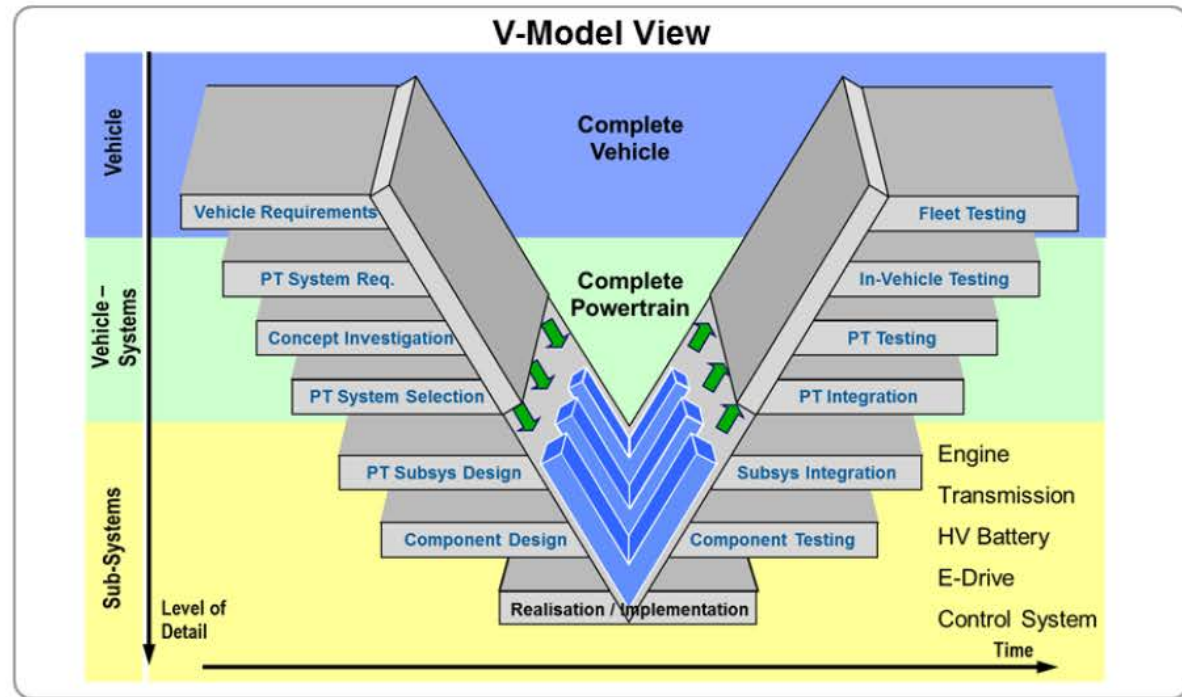 V-Model View
Vehicle
Complete
Vehicle
Vehicle Requirements
Fleet Testing
Vehicle –
Systems
Complete
Powertrain
PT System Req.
In-Vehicle Testing
Concept Investigation
PT Testing
PT System Selection
PT Integration
Sub-Systems
PT Subsys Design
Subsys Integration
Component Design
Component Testing
Realisation / Implementation
Engine
Transmission
HV Battery
E-Drive
Control System
Level of
Detail
Time